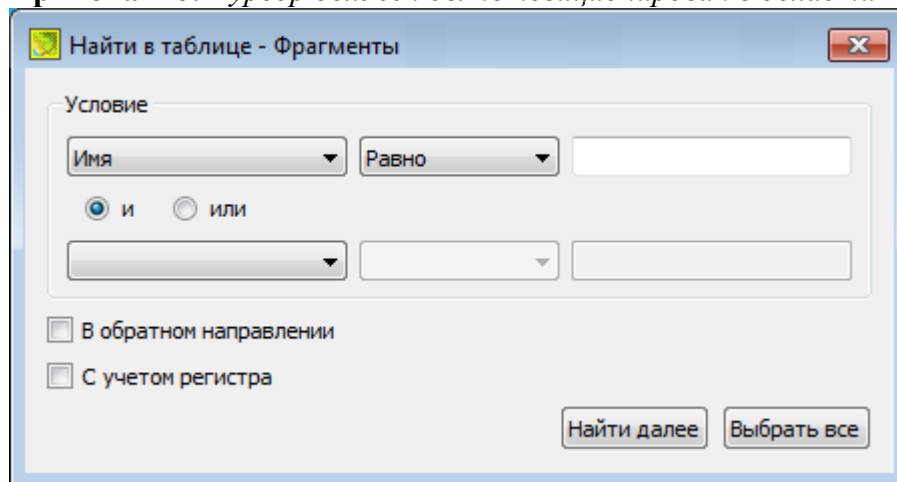 Найти в таблице - Фрагменты
Условие
Имя Равно
и или
В обратном направлении
С учетом регистра
Найти далее Выбрать все